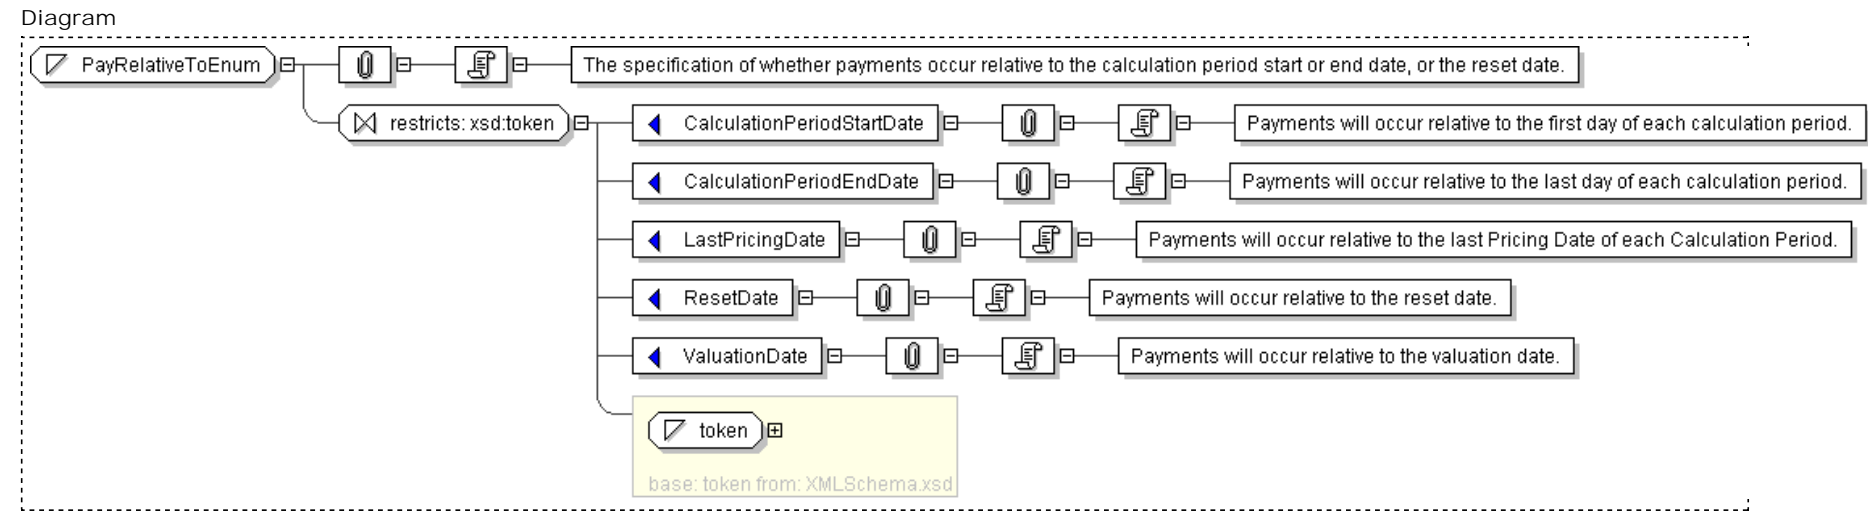 Diagram
PayRelativeToEnum The specification of whether payments occur relative to the calculation period start or end date, or the reset date.
restricts: xsd:token CalculationPeriodStartDate Payments will occur relative to the first day of each calculation period.
CalculationPeriodEndDate Payments will occur relative to the last day of each calculation period.
LastPricingDate Payments will occur relative to the last Pricing Date of each Calculation Period.
ResetDate Payments will occur relative to the reset date.
ValuationDate Payments will occur relative to the valuation date.
token
base: token from: XMLSchema.xsd